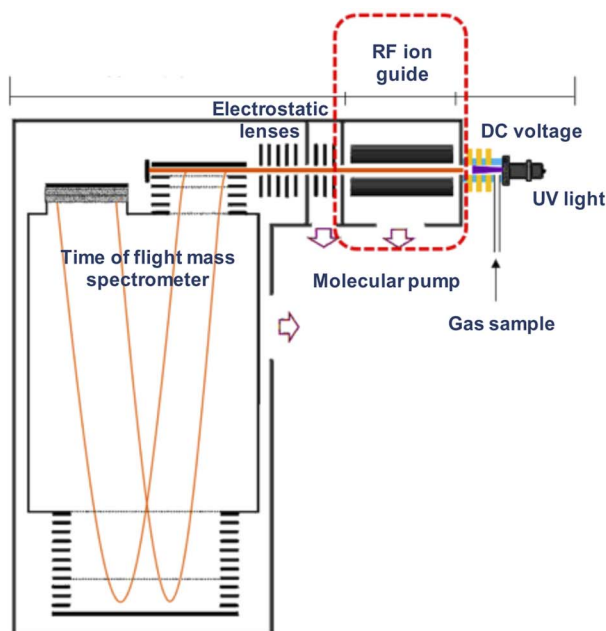 RF ion
guide
Electrostatic
lenses
DC voltage
UV light
Time of flight mass
spectrometer
Molecular pump
Gas sample